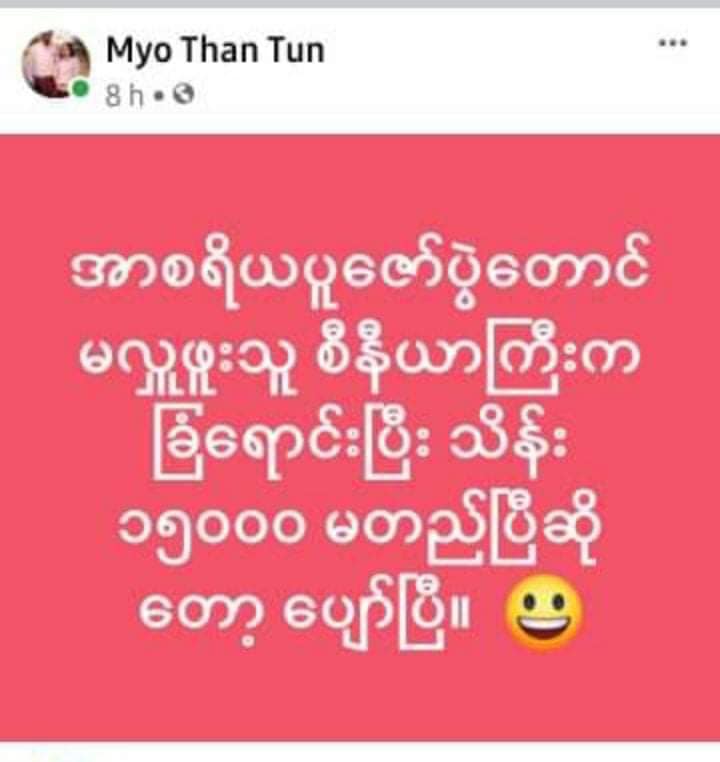 Myo Than Tun
8 h •
အာစရိယပူဇော်ပွဲတောင်
မလှူဖူးသူ စီနီယာကြီးက
ခြံရောင်းပြီး သိန်း
၁၅၀၀၀ မတည်ပြီဆို
တော့ ပျော်ပြီ။ 😃